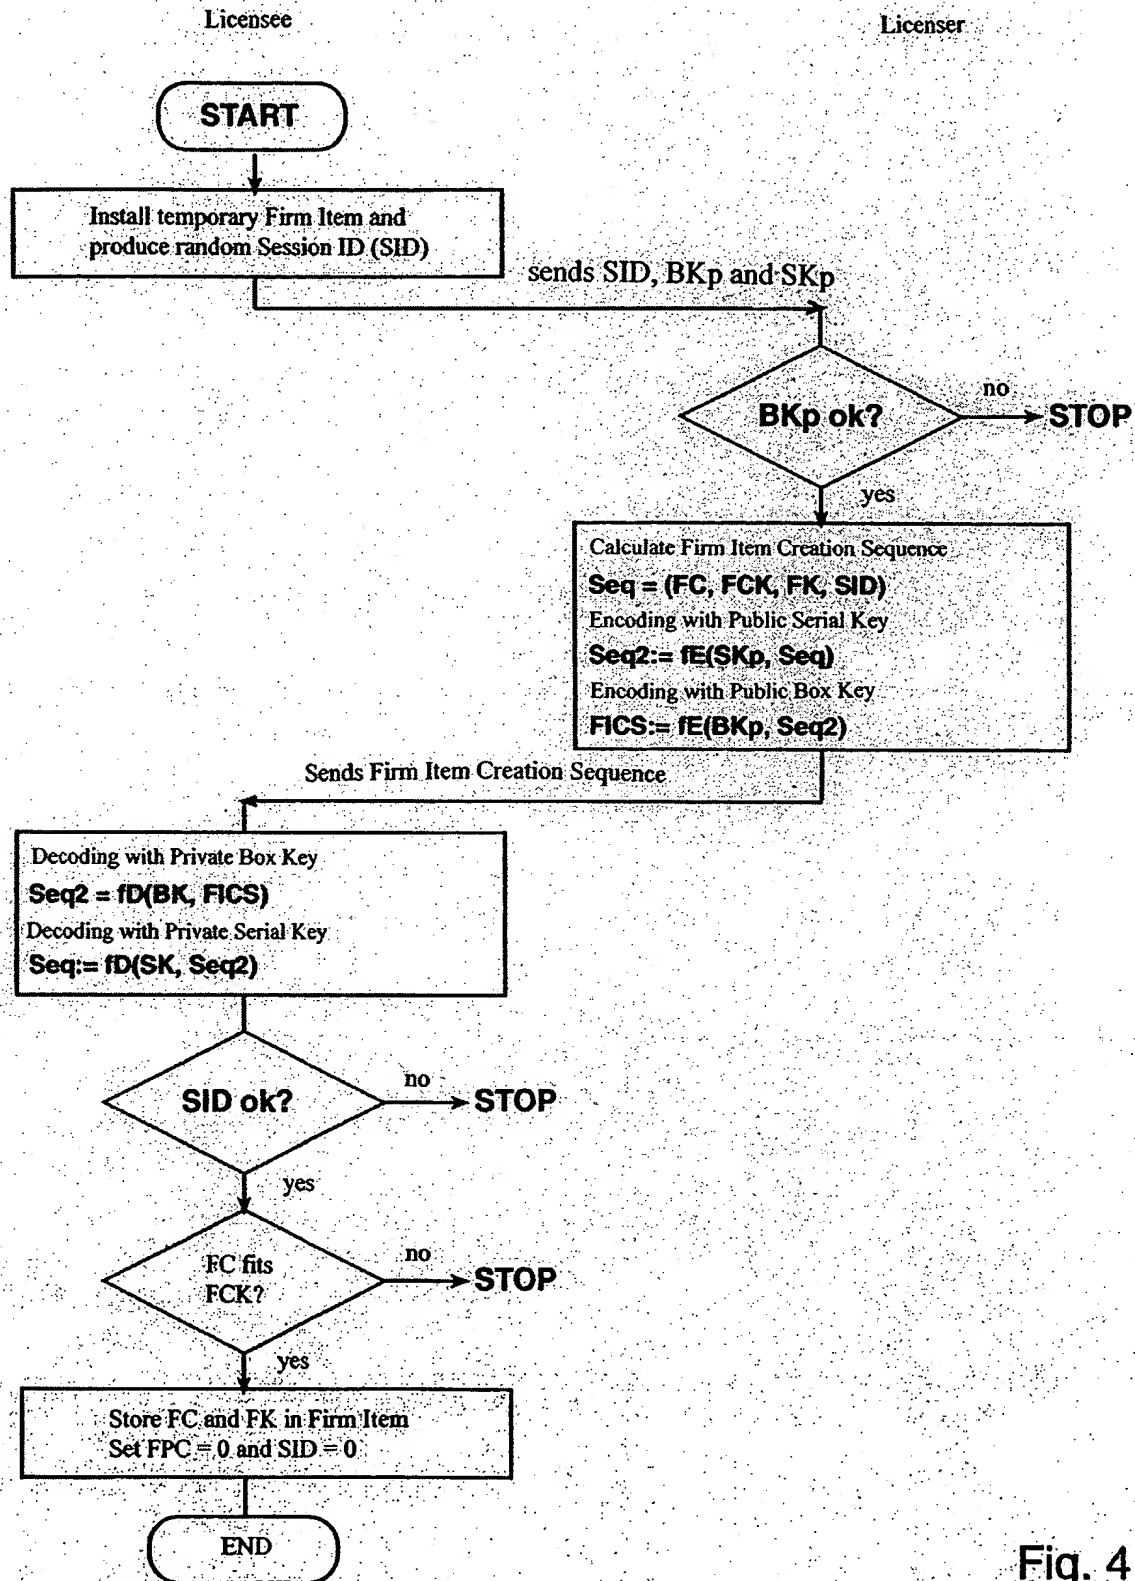 Licensee
Licenser
START
Install temporary Firm Item and
produce random Session ID (SID)
sends SID, BKp and SKp
BKp ok?
no
STOP
yes
Calculate Firm Item Creation Sequence
Seq = (FC, FCK, FK, SID)
Encoding with Public Serial Key
Seq2:= fE(SKp, Seq)
Encoding with Public Box Key
FICS:= fE(BKp, Seq2)
Sends Firm Item Creation Sequence
Decoding with Private Box Key
Seq2 = fD(BK, FICS)
Decoding with Private Serial Key
Seq:= fD(SK, Seq2)
SID ok?
no
STOP
yes
FC fits
FCK?
no
STOP
yes
Store FC and FK in Firm Item
Set FPC = 0 and SID = 0
END
Fig. 4